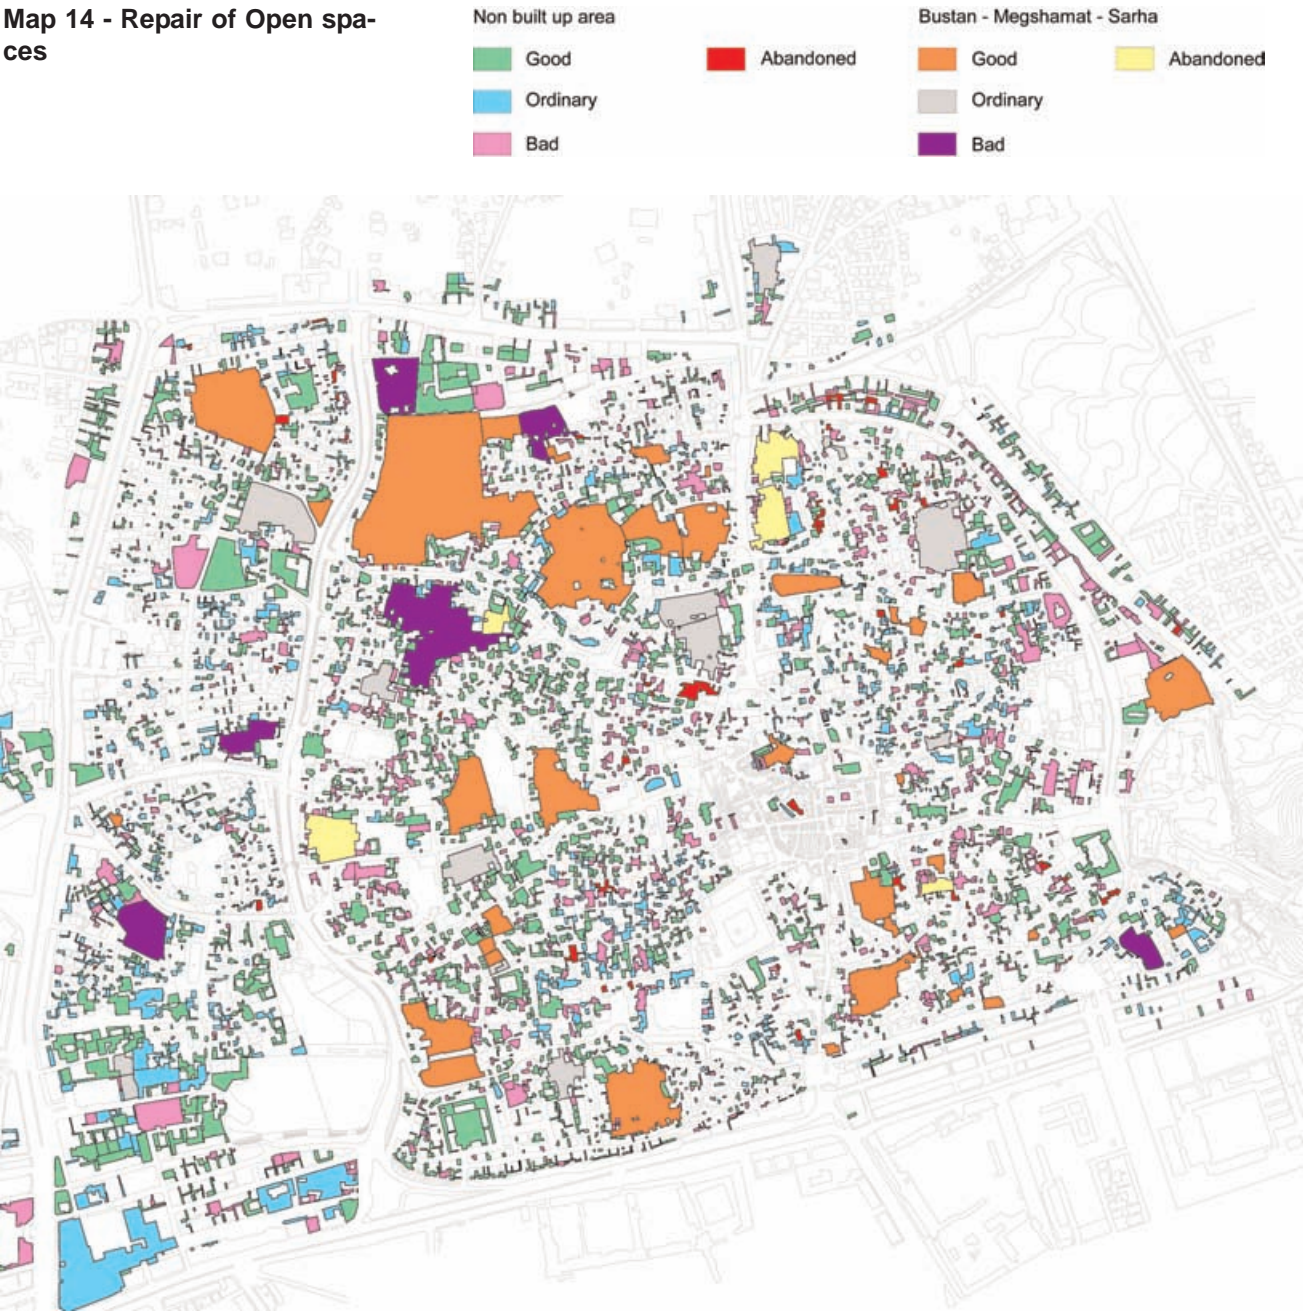 Map 14 - Repair of Open spa-
ces
Non built up area
Good
Abandoned
Ordinary
Bad
Bustan - Megshamat - Sarha
Good
Abandoned
Ordinary
Bad